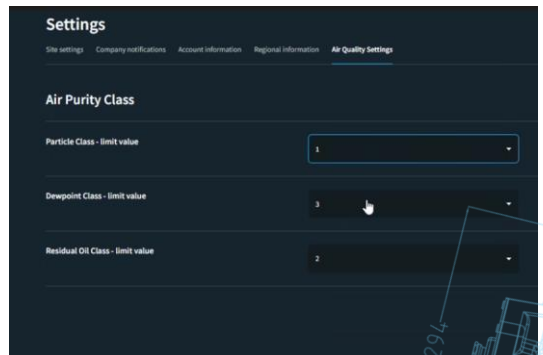 Settings
Site settings Company notifications Account information Regional information Air Quality Settings
Air Purity Class
Particle Class - limit value
1
Dewpoint Class - limit value
3
Residual Oil Class - limit value
2
294